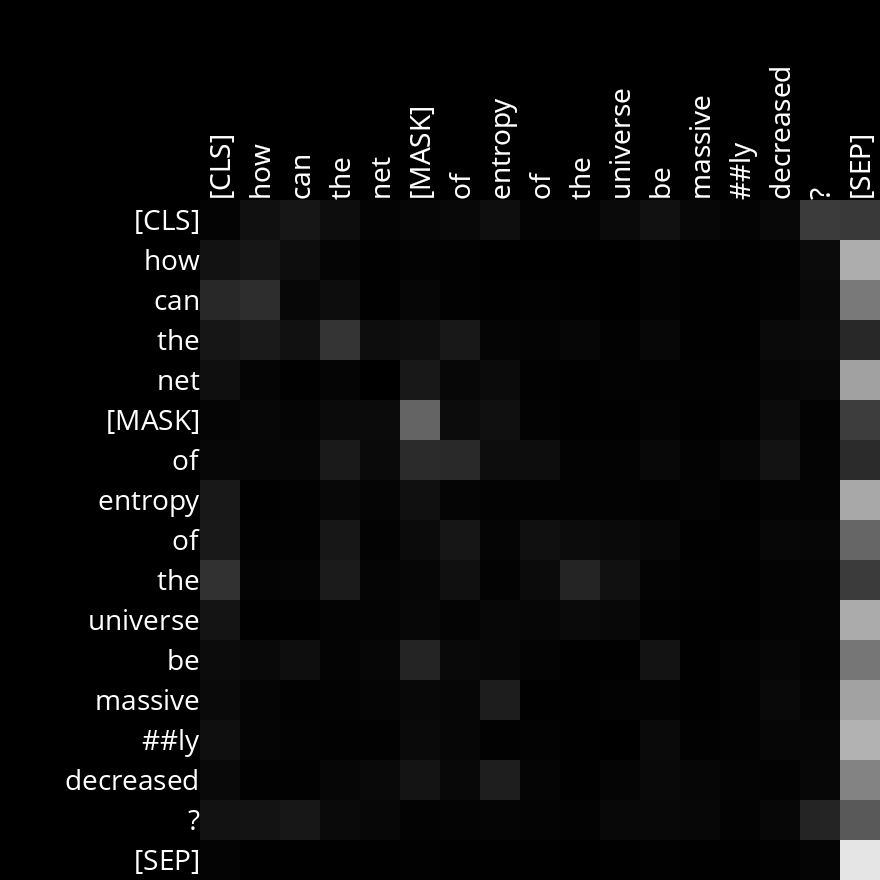 [CLS] how can the net [MASK] of entropy of the universe be massive ##ly decreased ? [SEP]
[CLS]
how
can
the
net
[MASK]
of
entropy
of
the
universe
be
massive
##ly
decreased
?
[SEP]